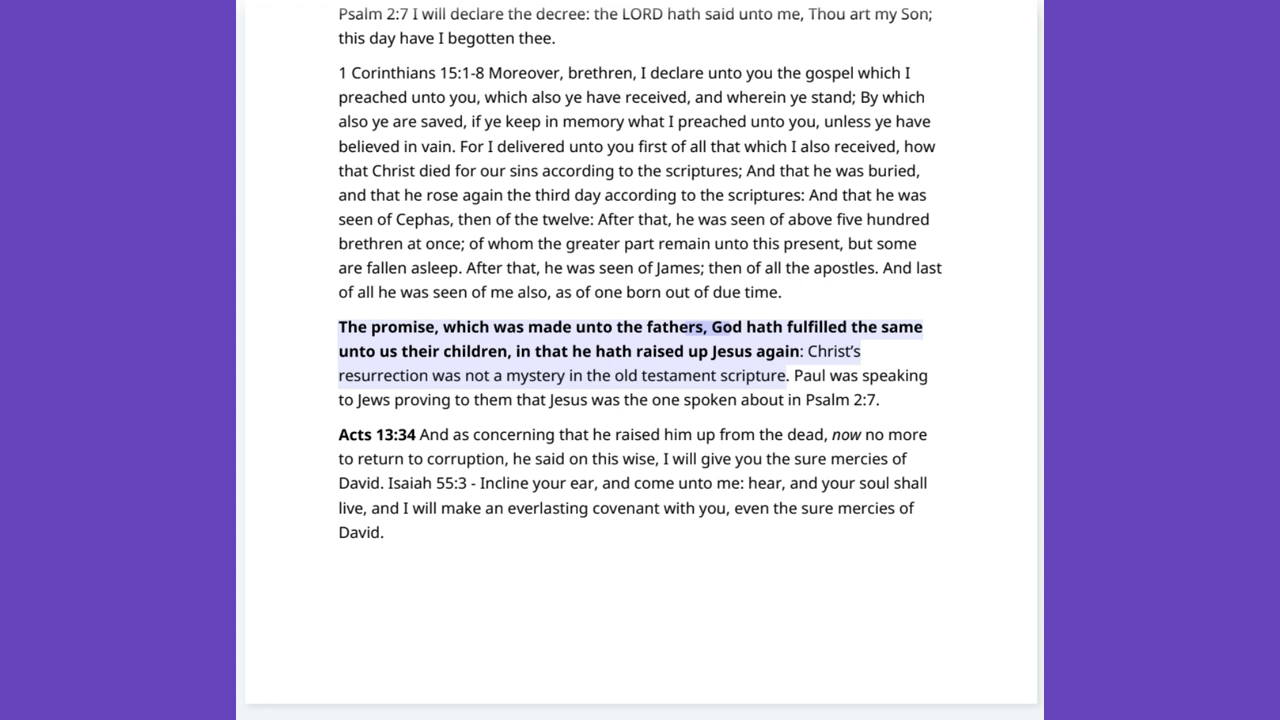 Psalm 2:7 I will declare the decree: the LORD hath said unto me, Thou art my Son;
this day have I begotten thee.
1 Corinthians 15:1-8 Moreover, brethren, I declare unto you the gospel which I
preached unto you, which also ye have received, and wherein ye stand; By which
also ye are saved, if ye keep in memory what I preached unto you, unless ye have
believed in vain. For I delivered unto you first of all that which I also received, how
that Christ died for our sins according to the scriptures; And that he was buried,
and that he rose again the third day according to the scriptures: And that he was
seen of Cephas, then of the twelve: After that, he was seen of above five hundred
brethren at once; of whom the greater part remain unto this present, but some
are fallen asleep. After that, he was seen of James; then of all the apostles. And last
of all he was seen of me also, as of one born out of due time.
The promise, which was made unto the fathers, God hath fulfilled the same
unto us their children, in that he hath raised up Jesus again: Christ’s
resurrection was not a mystery in the old testament scripture. Paul was speaking
to Jews proving to them that Jesus was the one spoken about in Psalm 2:7.
Acts 13:34 And as concerning that he raised him up from the dead, now no more
to return to corruption, he said on this wise, I will give you the sure mercies of
David. Isaiah 55:3 - Incline your ear, and come unto me: hear, and your soul shall
live, and I will make an everlasting covenant with you, even the sure mercies of
David.